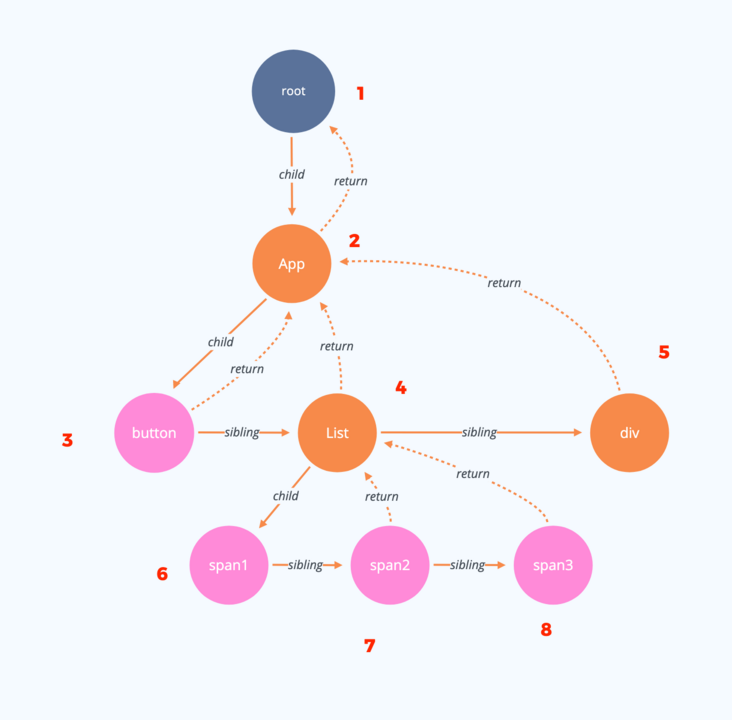 root
1
child
return
App
2
return
child
return
return
5
4
3
button
sibling
List
sibling
div
return
child
return
6
span1
sibling
span2
sibling
span3
7
8